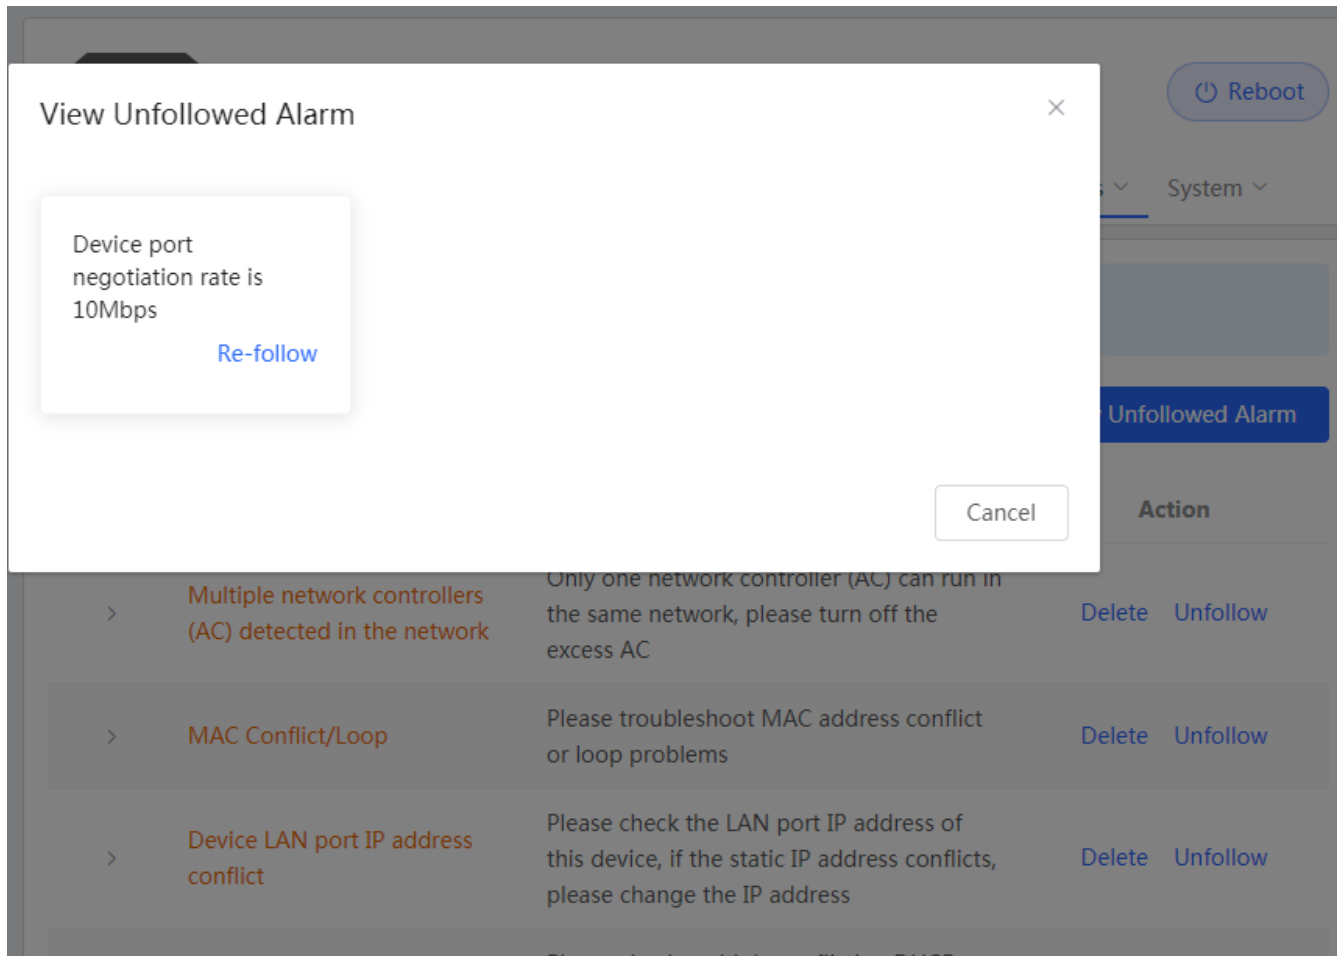 Reboot
View Unfollowed Alarm
System
Device port
negotiation rate is
10Mbps
Re-follow
Unfollowed Alarm
Cancel
Action
Multiple network controllers
(AC) detected in the network
Only one network controller (AC) can run in
the same network, please turn off the
excess AC
Delete Unfollow
MAC Conflict/Loop
Please troubleshoot MAC address conflict
or loop problems
Delete Unfollow
Device LAN port IP address
conflict
Please check the LAN port IP address of
this device, if the static IP address conflicts,
please change the IP address
Delete Unfollow